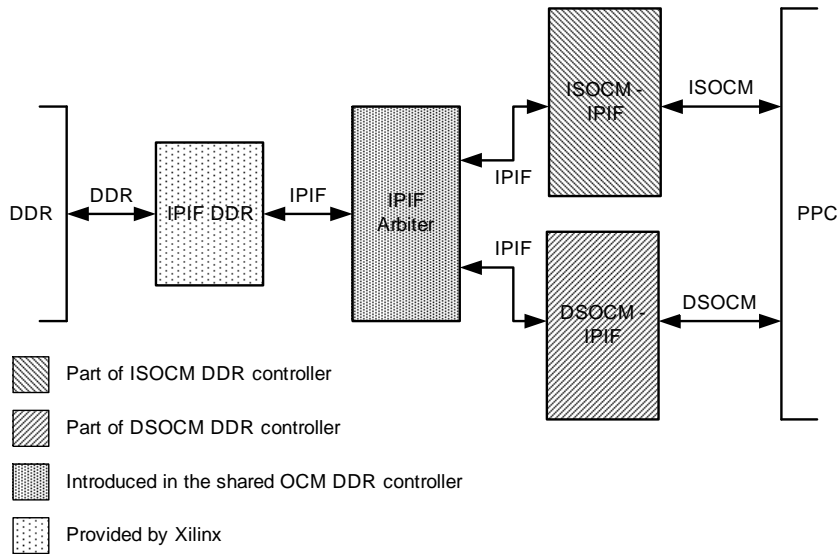 ISOCM -
IPIF
ISOCM
DDR
DDR
IPIF DDR
IPIF
IPIF
Arbiter
IPIF
IPIF
PPC
DSOCM -
IPIF
DSOCM
Part of ISOCM DDR controller
Part of DSOCM DDR controller
Introduced in the shared OCM DDR controller
Provided by Xilinx